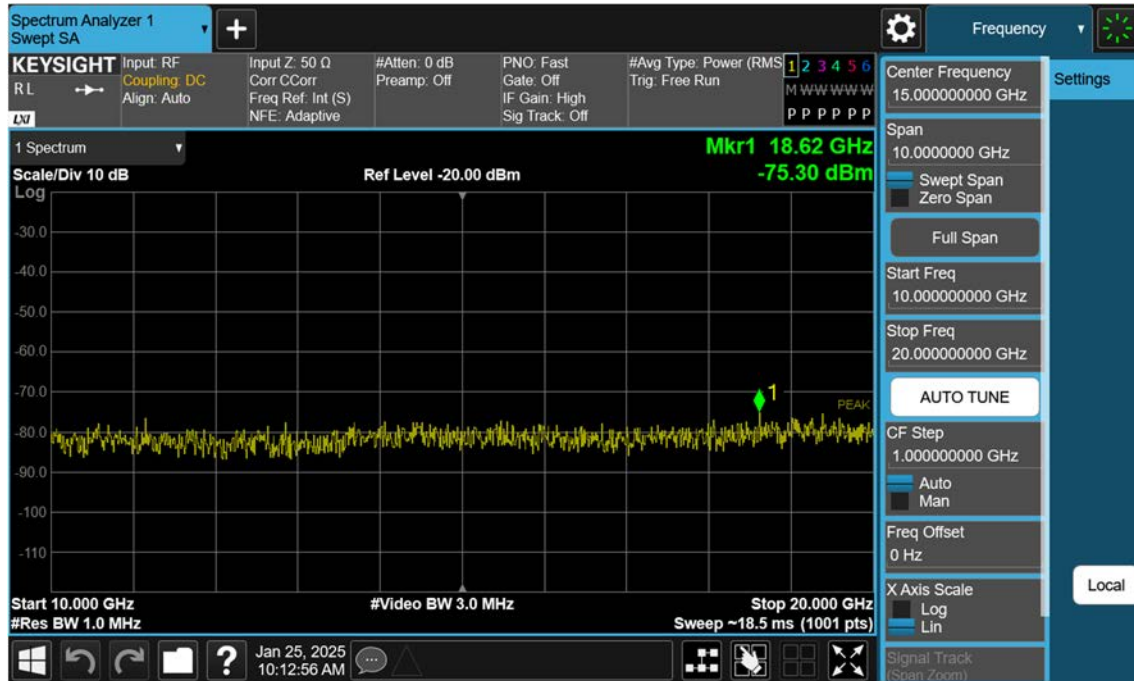 Spectrum Analyzer 1
Swept SA
+
Frequency
KEYSIGHT
RL
LXI
Input: RF
Coupling: DC
Align: Auto
Input Z: 50 Ω
Corr CCorr
Freq Ref: Int (S)
NFE: Adaptive
#Atten: 0 dB
Preamp: Off
PNO: Fast
Gate: Off
IF Gain: High
Sig Track: Off
#Avg Type: Power (RMS
Trig: Free Run
1 2 3 4 5 6
M W W W W W
P P P P P P
1 Spectrum
Mkr1 18.62 GHz
Scale/Div 10 dB
Ref Level -20.00 dBm
-75.30 dBm
Log
-30.0
-40.0
-50.0
-60.0
-70.0
1
PEAK
-80.0
-90.0
-100
-110
Start 10.000 GHz
#Video BW 3.0 MHz
Stop 20.000 GHz
#Res BW 1.0 MHz
Sweep ~18.5 ms (1001 pts)
Center Frequency
15.000000000 GHz
Span
10.0000000 GHz
Swept Span
Zero Span
Full Span
Start Freq
10.000000000 GHz
Stop Freq
20.000000000 GHz
AUTO TUNE
CF Step
1.000000000 GHz
Auto
Man
Freq Offset
0 Hz
X Axis Scale
Log
Lin
Signal Track
(Span Zoom)
Settings
Local
?
Jan 25, 2025
10:12:56 AM